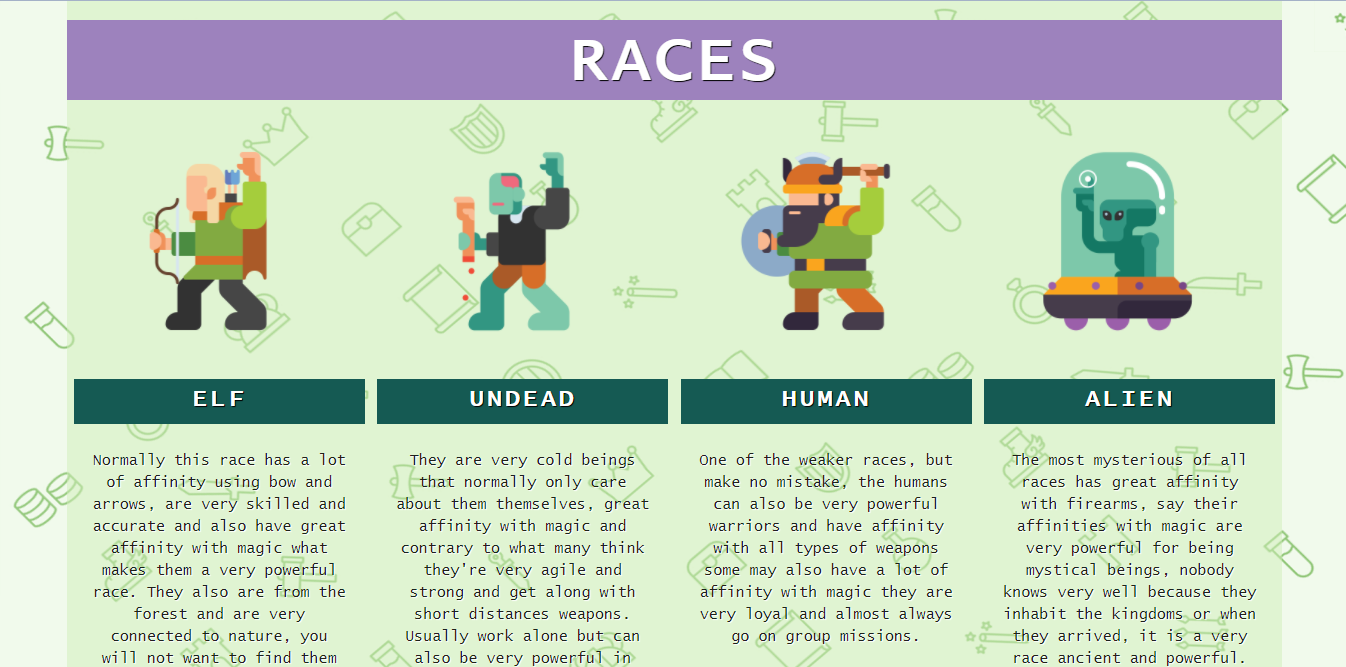 RACES
ELF
Normally this race has a lot
of affinity using bow and
arrows, are very skilled and
accurate and also have great
affinity with magic what
makes them a very powerful
race. They also are from the
forest and are very
connected to nature, you
will not want to find them
UNDEAD
They are very cold beings
that normally only care
about them themselves, great
affinity with magic and
contrary to what many think
they're very agile and
strong and get along with
short distances weapons.
Usually work alone but can
also be very powerful in
HUMAN
One of the weaker races, but
make no mistake, the humans
can also be very powerful
warriors and have affinity
with all types of weapons
some may also have a lot of
affinity with magic they are
very loyal and almost always
go on group missions.
ALIEN
The most mysterious of all
races has great affinity
with firearms, say their
affinities with magic are
very powerful for being
mystical beings, nobody
knows very well because they
inhabit the kingdoms or when
they arrived, it is a very
race ancient and powerful.